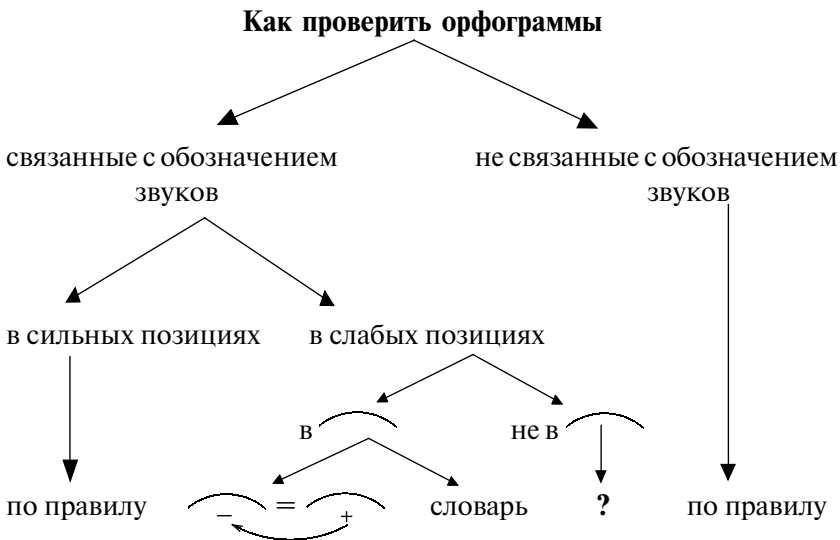 Как проверить орфограммы
связанные с обозначением
звуков
не связанные с обозначением
звуков
в сильных позициях
в слабых позициях
в
не в
по правилу
– = +
словарь
?
по правилу